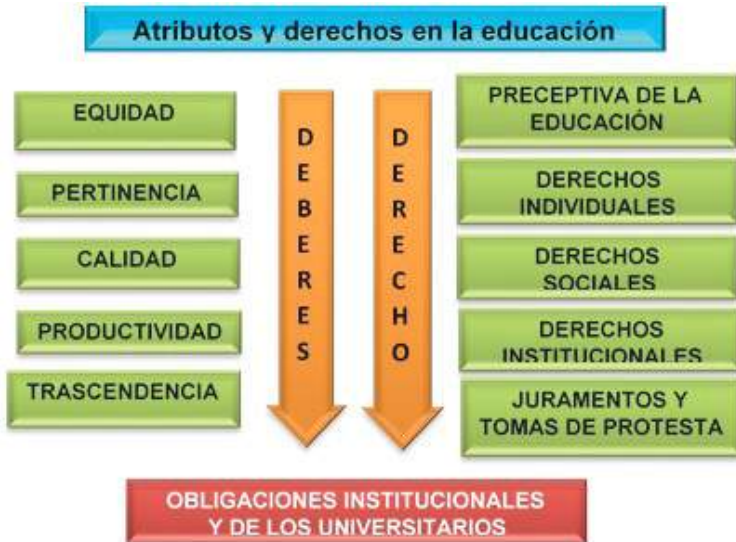 Atributos y derechos en la educación
EQUIDAD
PERTINENCIA
CALIDAD
PRODUCTIVIDAD
TRASCENDENCIA
DEBERES
DERECHO
PRECEPTIVA DE LA
EDUCACIÓN
DERECHOS
INDIVIDUALES
DERECHOS
SOCIALES
DERECHOS
INSTITUCIONALES
JURAMENTOS Y
TOMAS DE PROTESTA
OBLIGACIONES INSTITUCIONALES
Y DE LOS UNIVERSITARIOS